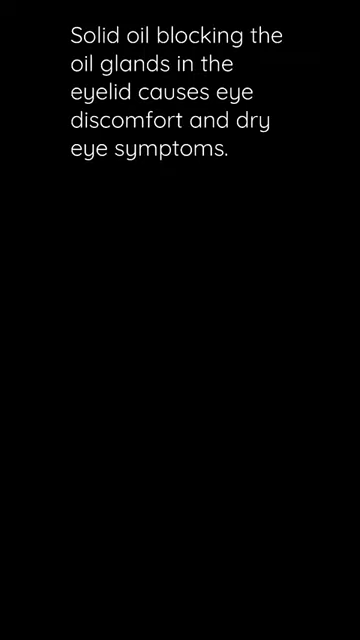 Solid oil blocking the
oil glands in the
eyelid causes eye
discomfort and dry
eye symptoms.